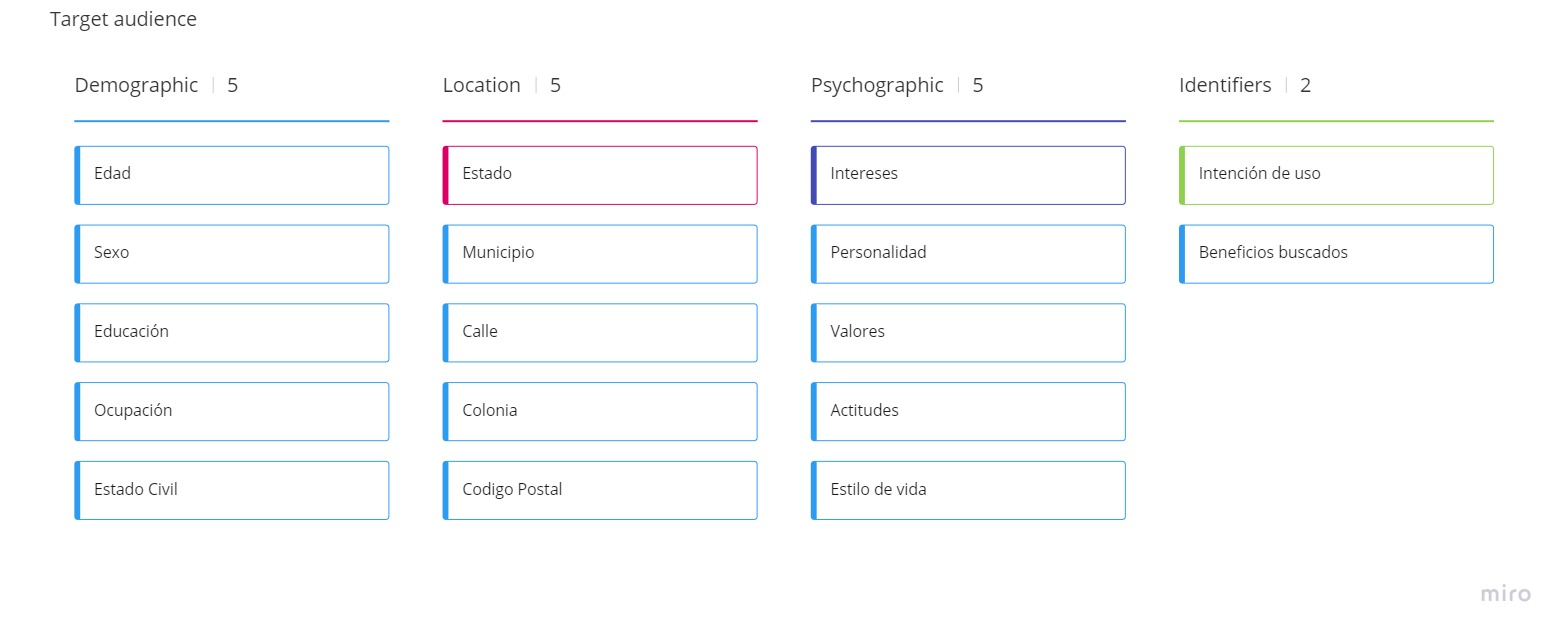 Target audience
Demographic | 5
Edad
Sexo
Educación
Ocupación
Estado Civil
Location | 5
Estado
Municipio
Calle
Colonia
Codigo Postal
Psychographic | 5
Intereses
Personalidad
Valores
Actitudes
Estilo de vida
Identifiers | 2
Intención de uso
Beneficios buscados
miro